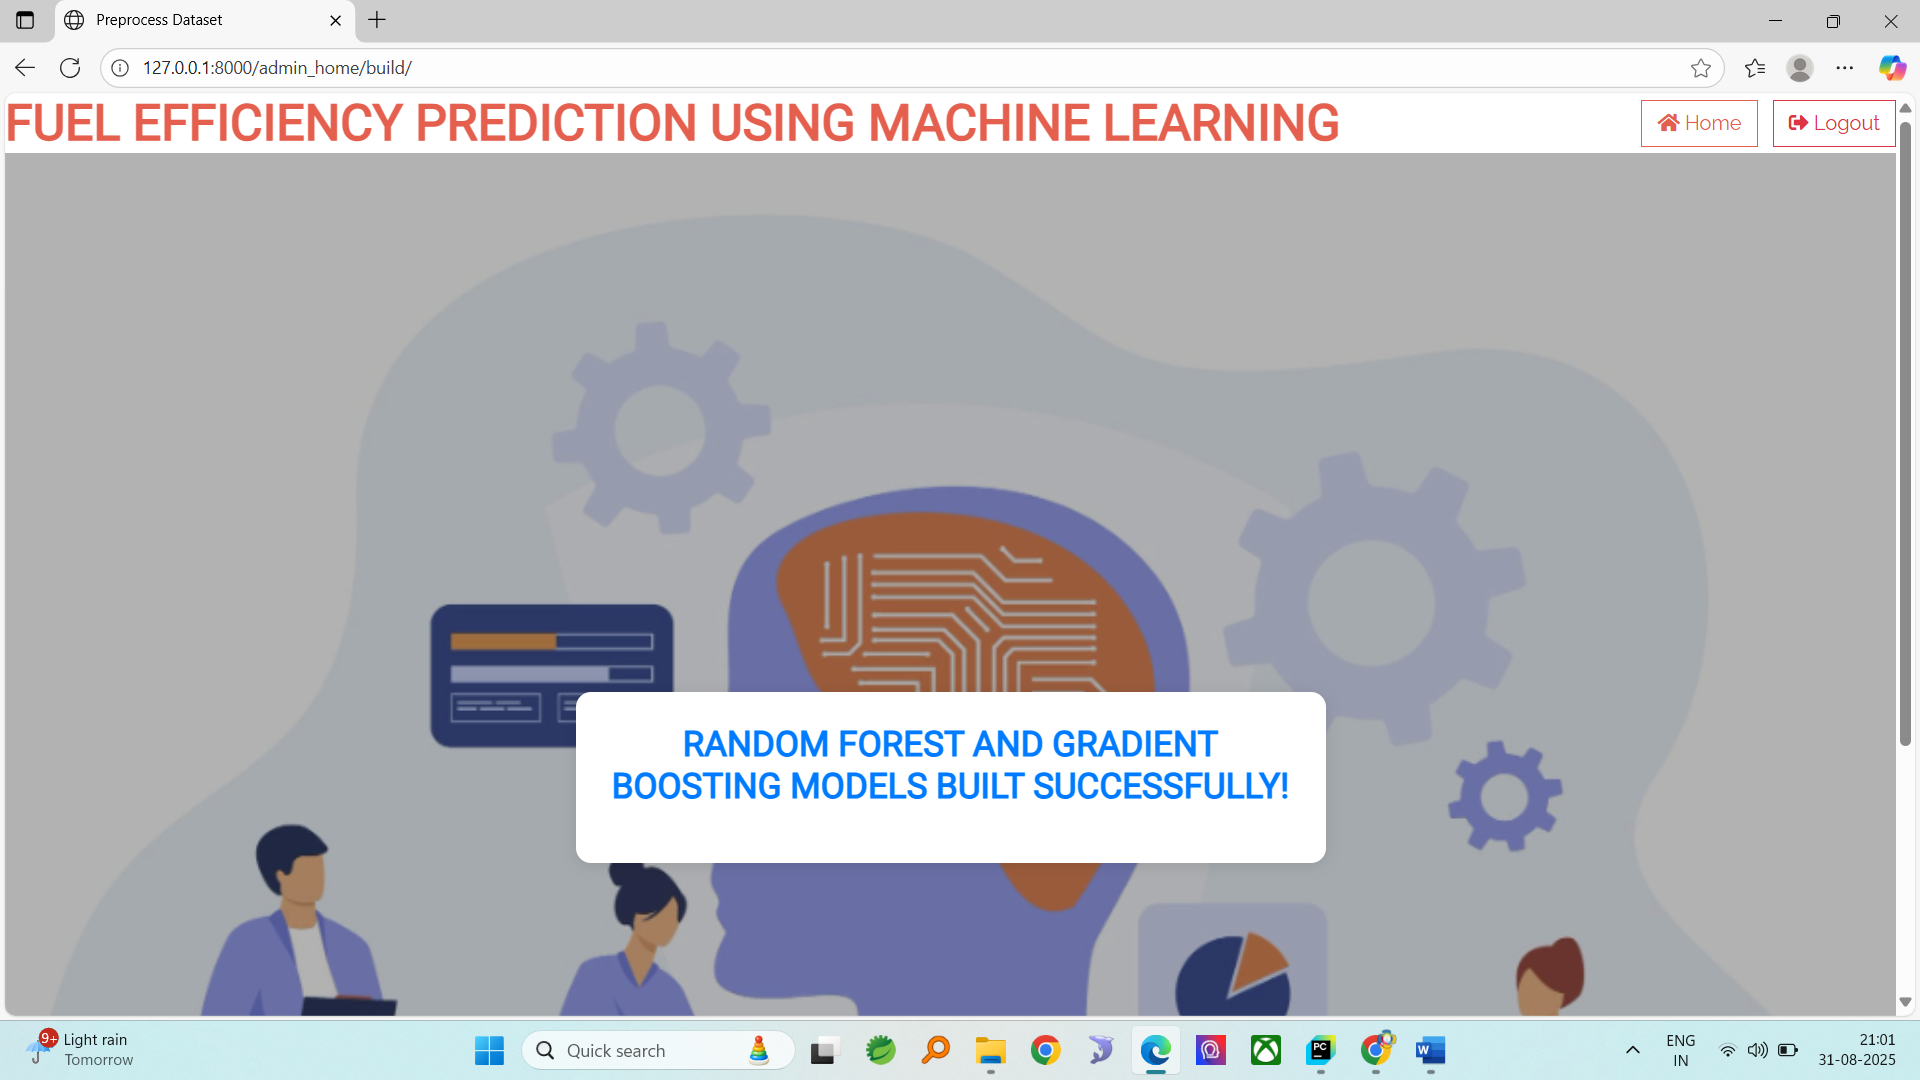 Preprocess Dataset
127.0.0.1:8000/admin_home/build/
FUEL EFFICIENCY PREDICTION USING MACHINE LEARNING
Home
Logout
RANDOM FOREST AND GRADIENT
BOOSTING MODELS BUILT SUCCESSFULLY!
9+
Light rain
Tomorrow
Quick search
PC
W
ENG
IN
21:01
31-08-2025